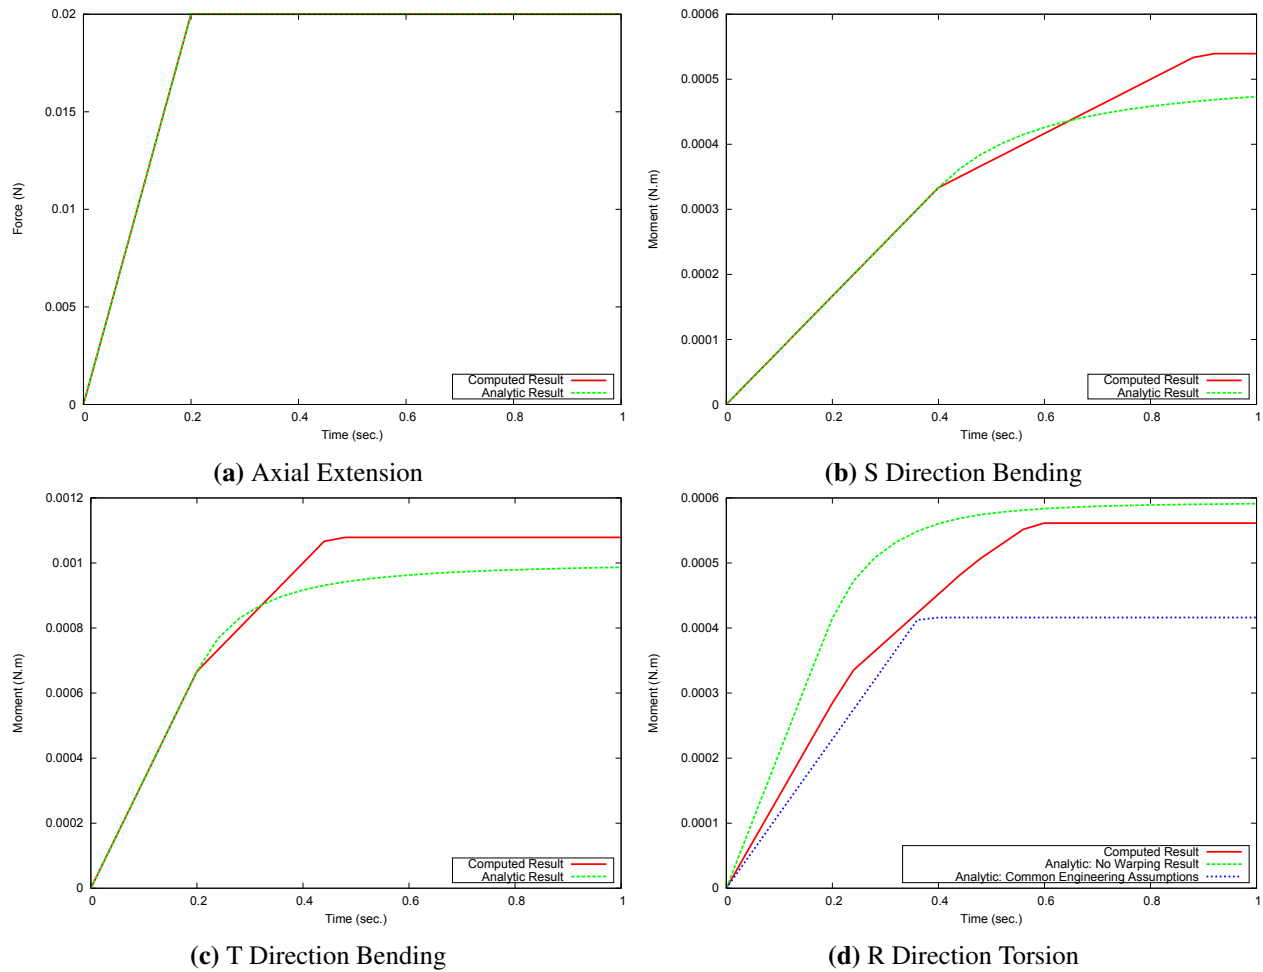 0.02
0.015
0.01
0.005
0
Force (N)
0 0.2 0.4 0.6 0.8 1
Time (sec.)
Computed Result
Analytic Result
(a) Axial Extension
0.0006
0.0005
0.0004
0.0003
0.0002
0.0001
0
Moment (N.m)
0 0.2 0.4 0.6 0.8 1
Time (sec.)
Computed Result
Analytic Result
(b) S Direction Bending
0.0012
0.001
0.0008
0.0006
0.0004
0.0002
0
Moment (N.m)
0 0.2 0.4 0.6 0.8 1
Time (sec.)
Computed Result
Analytic Result
(c) T Direction Bending
0.0006
0.0005
0.0004
0.0003
0.0002
0.0001
0
Moment (N.m)
0 0.2 0.4 0.6 0.8 1
Time (sec.)
Computed Result
Analytic: No Warping Result
Analytic: Common Engineering Assumptions
(d) R Direction Torsion